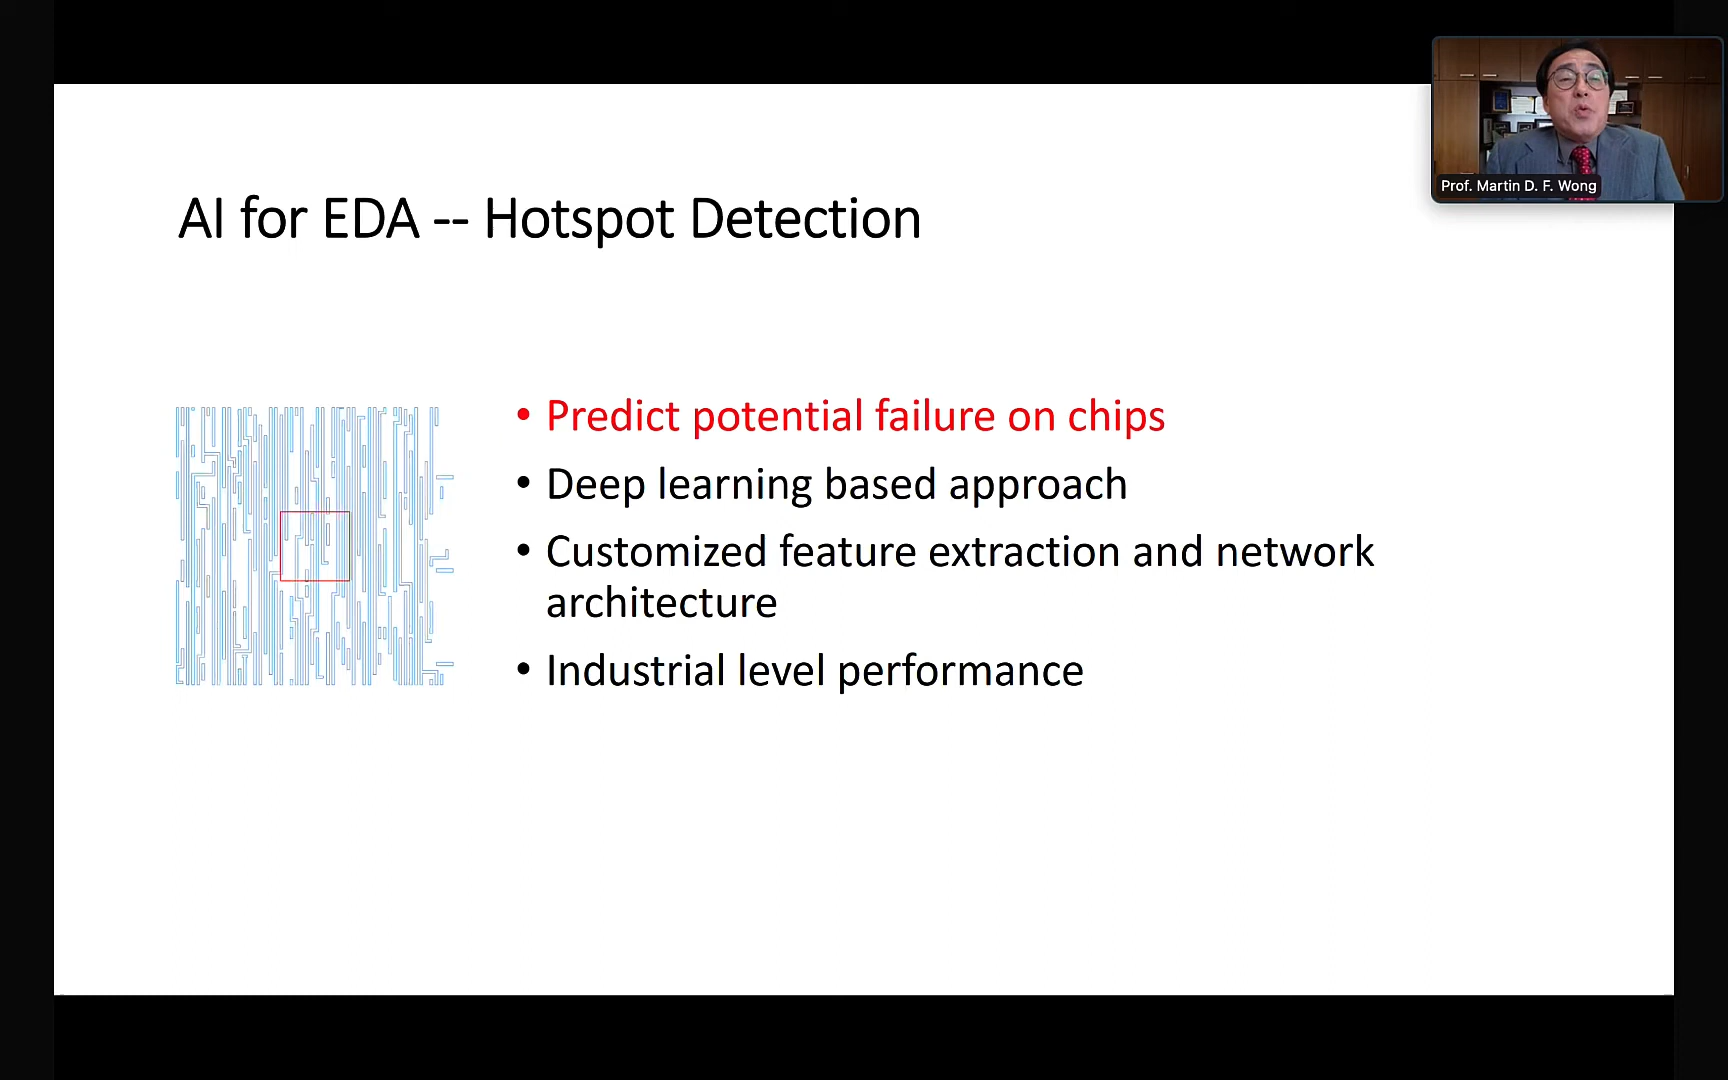 Prof. Martin D. F. Wong
AI for EDA -- Hotspot Detection
• Predict potential failure on chips
• Deep learning based approach
• Customized feature extraction and network
architecture
• Industrial level performance